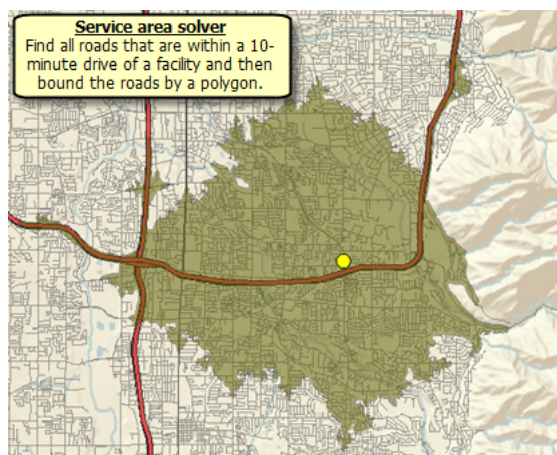 Service area solver
Find all roads that are within a 10-
minute drive of a facility and then
bound the roads by a polygon.